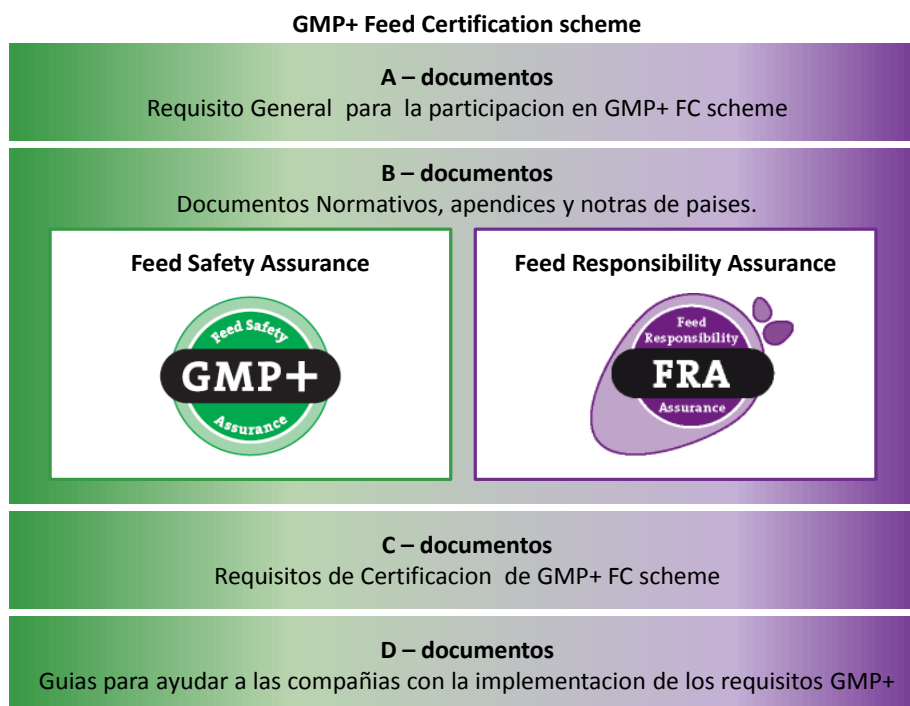 GMP+ Feed Certification scheme
A – documentos
Requisito General para la participacion en GMP+ FC scheme
B – documentos
Documentos Normativos, apendices y notras de paises.
Feed Safety Assurance
Feed Safety
GMP+
Assurance
Feed Responsibility Assurance
Feed
Responsibility
FRA
Assurance
C – documentos
Requisitos de Certificacion de GMP+ FC scheme
D – documentos
Guias para ayudar a las compañias con la implementacion de los requisitos GMP+